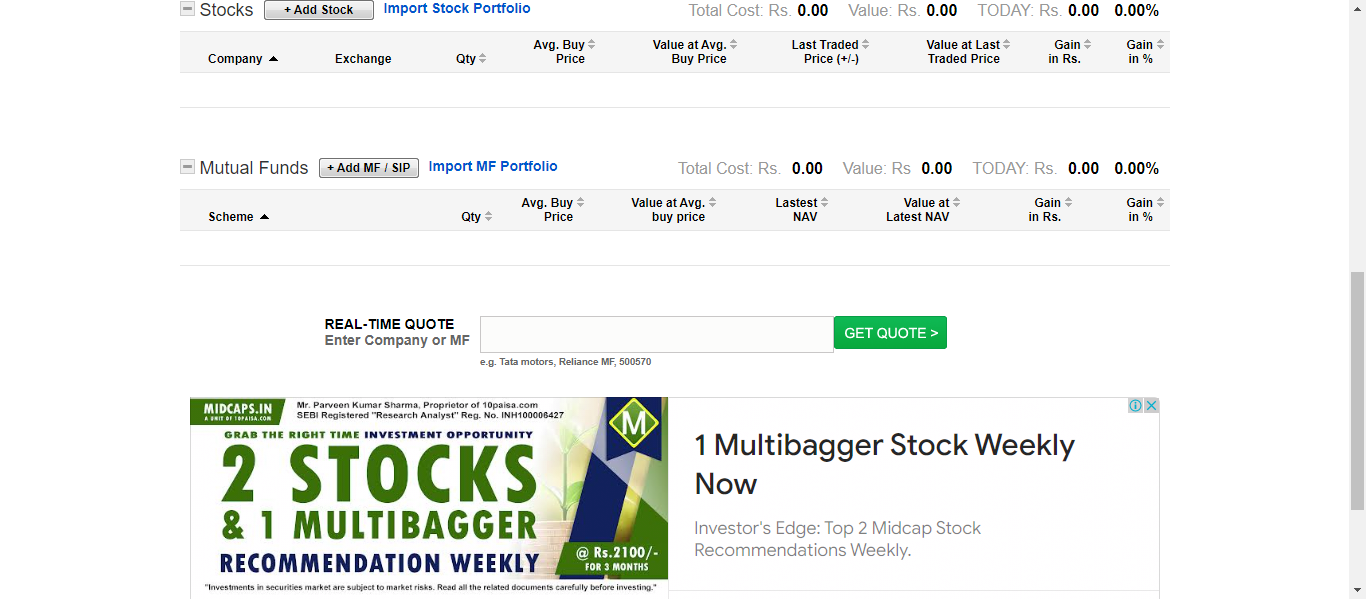 Stocks + Add Stock Import Stock Portfolio Total Cost: Rs. 0.00 Value: Rs. 0.00 TODAY: Rs. 0.00 0.00%
Company Exchange Qty Avg. Buy Price Value at Avg. Buy Price Last Traded Price (+/-) Value at Last Traded Price Gain in Rs. Gain in %
Mutual Funds + Add MF / SIP Import MF Portfolio Total Cost: Rs. 0.00 Value: Rs 0.00 TODAY: Rs. 0.00 0.00%
Scheme Qty Avg. Buy Price Value at Avg. buy price Lastest NAV Value at Latest NAV Gain in Rs. Gain in %
REAL-TIME QUOTE
Enter Company or MF
GET QUOTE >
e.g. Tata motors, Reliance MF, 500570
MIDCAPS.IN
A UNIT OF 10PAISA.COM
Mr. Parveen Kumar Sharma, Proprietor of 10paisa.com
SEBI Registered "Research Analyst" Reg. No. INH100006427
M
GRAB THE RIGHT TIME INVESTMENT OPPORTUNITY
2 STOCKS
& 1 MULTIBAGGER
RECOMMENDATION WEEKLY
@ Rs.2100/-
FOR 3 MONTHS
"Investments in securities market are subject to market risks. Read all the related documents carefully before investing."
1 Multibagger Stock Weekly
Now
Investor's Edge: Top 2 Midcap Stock
Recommendations Weekly.